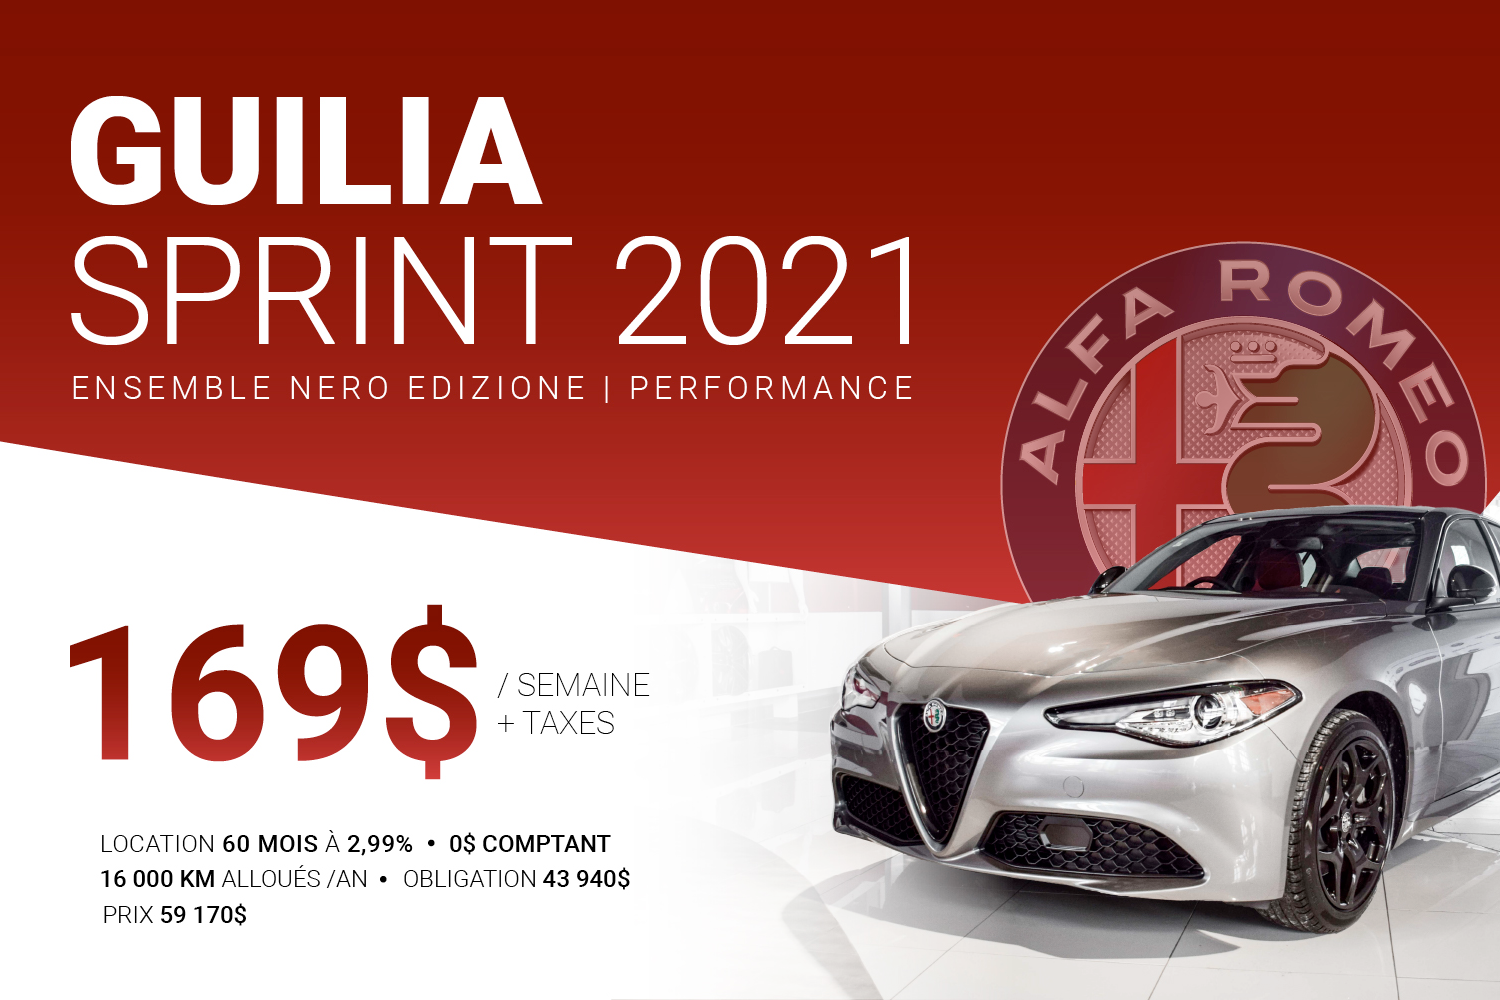 GUILIA
SPRINT 2021
ENSEMBLE NERO EDIZIONE | PERFORMANCE
ALFA ROMEO
169$
/ SEMAINE
+ TAXES
LOCATION 60 MOIS À 2,99% • 0$ COMPTANT
16 000 KM ALLOUÉS /AN • OBLIGATION 43 940$
PRIX 59 170$